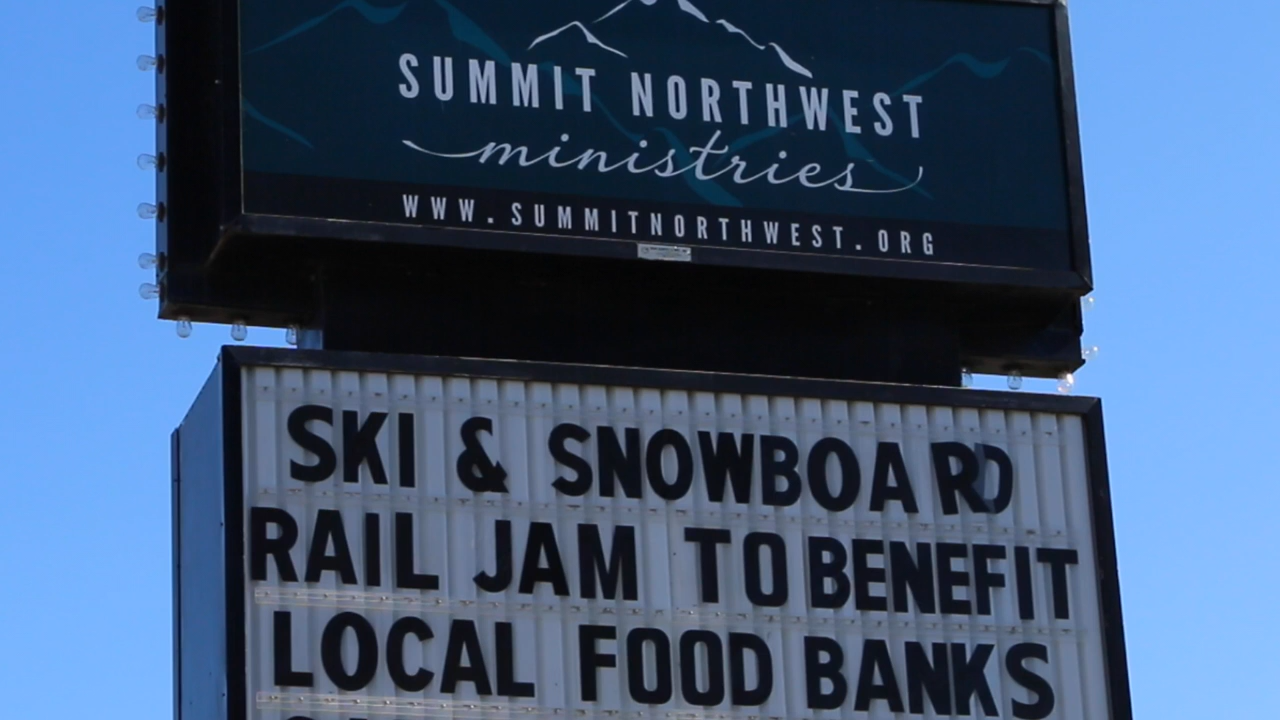 SUMMIT NORTHWEST
ministries
WWW.SUMMITNORTHWEST.ORG
SKI & SNOWBOARD
RAIL JAM TO BENEFIT
LOCAL FOOD BANKS